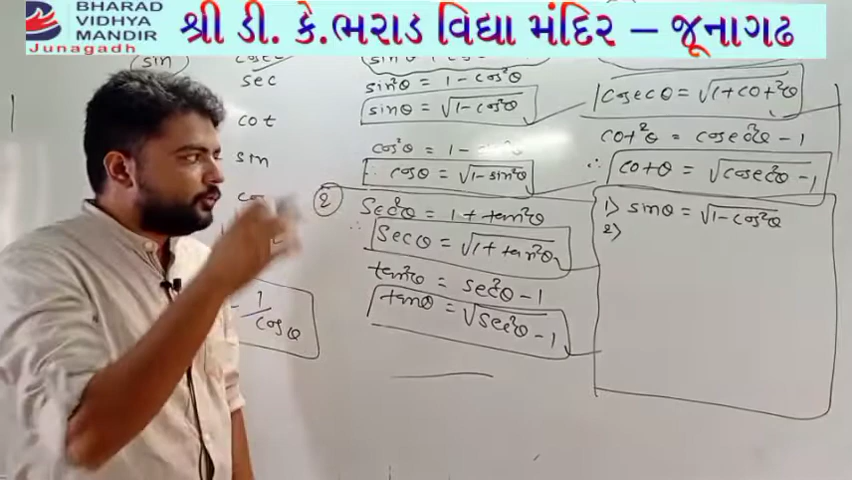 BHARAD
VIDHYA
MANDIR
Junagadh
શ્રી ડી. કે.ભરાડ વિદ્યા મંદિર – જૂનાગઢ
sin
sec
cot
sin
1
cosθ
sin²θ = 1 - cos²θ
sinθ = √1-cos²θ
cos²θ = 1 -
∴ cosθ = √1-sin²θ
2 sec²θ = 1 + tan²θ
∴ secθ = √1+tan²θ
tan²θ = sec²θ - 1
tanθ = √sec²θ - 1
cosecθ = √1+cot²θ
cot²θ = cosec²θ - 1
∴ cotθ = √cosec²θ - 1
1) sinθ = √1-cos²θ
2)